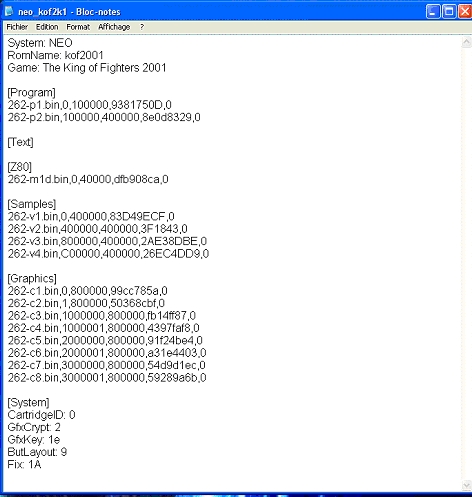 neo_kof2k1 - Bloc-notes
Fichier Edition Format Affichage ?
System: NEO
RomName: kof2001
Game: The King of Fighters 2001
[Program]
262-p1.bin,0,100000,9381750D,0
262-p2.bin,100000,400000,8e0d8329,0
[Text]
[Z80]
262-m1d.bin,0,40000,dfb908ca,0
[Samples]
262-v1.bin,0,400000,83D49ECF,0
262-v2.bin,400000,400000,3F1843,0
262-v3.bin,800000,400000,2AE38DBE,0
262-v4.bin,C00000,400000,26EC4DD9,0
[Graphics]
262-c1.bin,0,800000,99cc785a,0
262-c2.bin,1,800000,50368cbf,0
262-c3.bin,1000000,800000,fb14ff87,0
262-c4.bin,1000001,800000,4397faf8,0
262-c5.bin,2000000,800000,91f24be4,0
262-c6.bin,2000001,800000,a31e4403,0
262-c7.bin,3000000,800000,54d9d1ec,0
262-c8.bin,3000001,800000,59289a6b,0
[System]
CartridgeID: 0
GfxCrypt: 2
GfxKey: 1e
ButLayout: 9
Fix: 1A